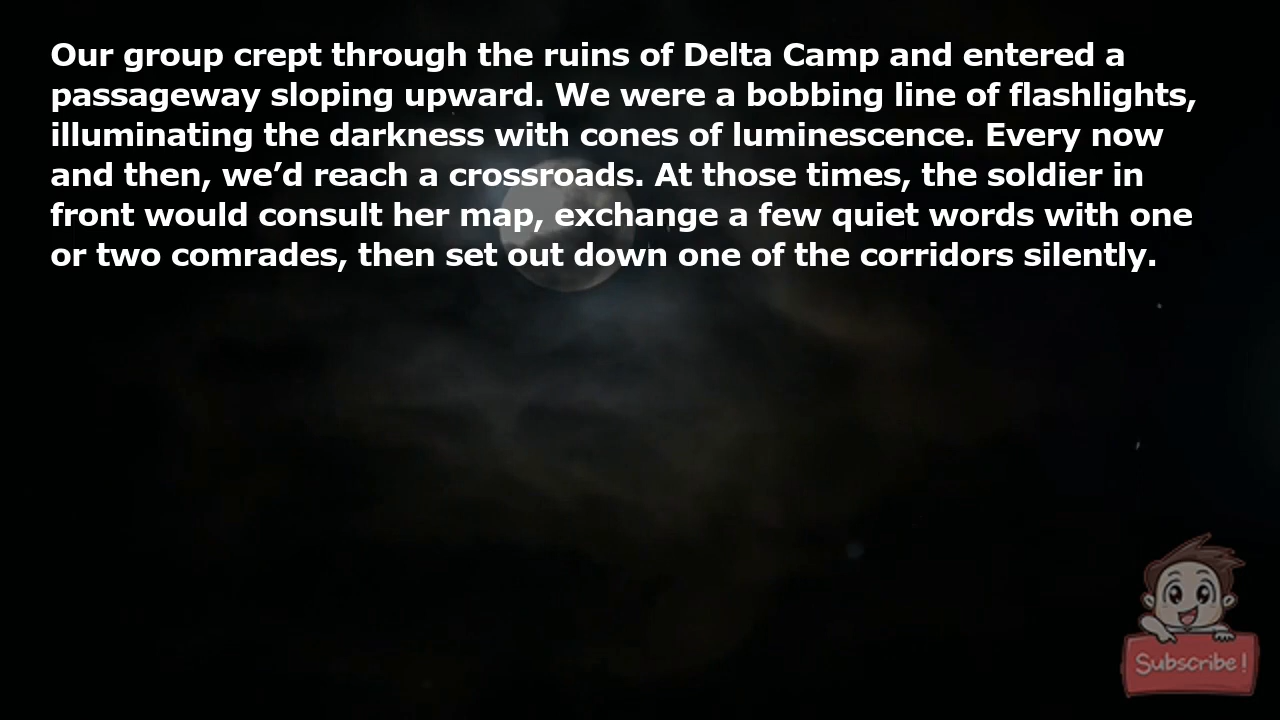 Our group crept through the ruins of Delta Camp and entered a
passageway sloping upward. We were a bobbing line of flashlights,
illuminating the darkness with cones of luminescence. Every now
and then, we’d reach a crossroads. At those times, the soldier in
front would consult her map, exchange a few quiet words with one
or two comrades, then set out down one of the corridors silently.
Subscribe!